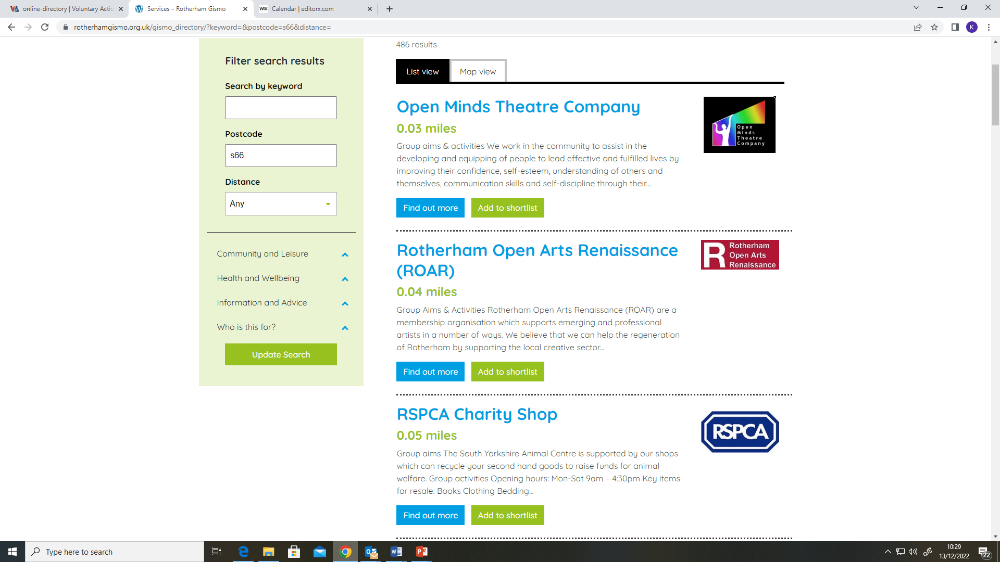 online-directory | Voluntary Actio
Services – Rotherham Gismo
WIX
Calendar | editorx.com
rotherhamgismo.org.uk/gismo_directory/?keyword=&postcode=s66&distance=
K
Filter search results
Search by keyword
Postcode
s66
Distance
Any
Community and Leisure
Health and Wellbeing
Information and Advice
Who is this for?
Update Search
486 results
List view
Map view
Open Minds Theatre Company
0.03 miles
Group aims & activities We work in the community to assist in the
developing and equipping of people to lead effective and fulfilled lives by
improving their confidence, self-esteem, understanding of others and
themselves, communication skills and self-discipline through their...
Find out more
Add to shortlist
Open
Minds
Theatre
Company
Rotherham Open Arts Renaissance
(ROAR)
0.04 miles
Group Aims & Activities Rotherham Open Arts Renaissance (ROAR) are a
membership organisation which supports emerging and professional
artists in a number of ways. We believe that we can help the regeneration
of Rotherham by supporting the local creative sector...
Find out more
Add to shortlist
R
Rotherham
Open Arts
Renaissance
RSPCA Charity Shop
0.05 miles
Group aims The South Yorkshire Animal Centre is supported by our shops
which can recycle your second hand goods to raise funds for animal
welfare. Group activities Opening hours: Mon-Sat 9am – 4:30pm Key items
for resale: Books Clothing Bedding...
Find out more
Add to shortlist
RSPCA
Type here to search
10:29
13/12/2022
22